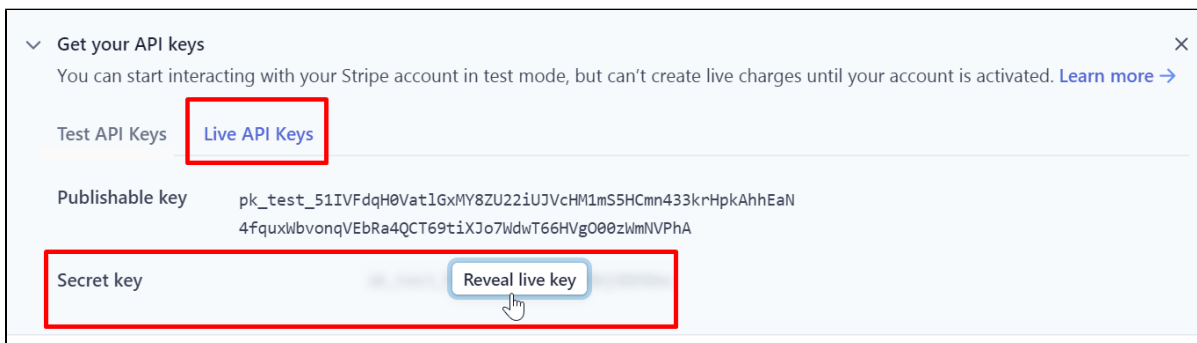 Get your API keys
You can start interacting with your Stripe account in test mode, but can't create live charges until your account is activated. Learn more →
Test API Keys Live API Keys
Publishable key pk_test_51IVFdqH0VatlGxMY8ZU22iUJVcHM1mS5HCmn433krHpkAhhEaN
4fquxWbvonqVEbRa4QCT69tiXJo7WdwT66HVgO00zWmNVPhA
Secret key Reveal live key